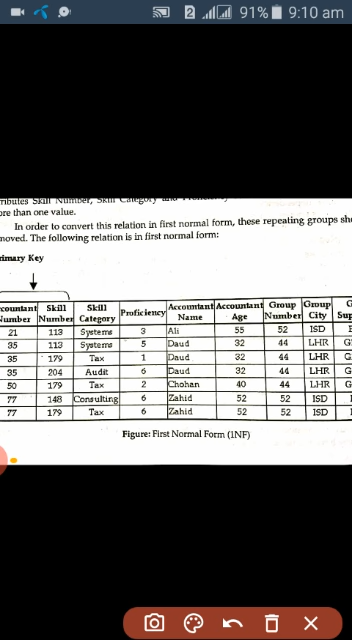 2 91% 9:10 am
Skill Number, Skill Category and
ore than one value.
In order to convert this relation in first normal form, these repeating groups sh
moved. The following relation is in first normal form:
rimary Key
ccountant Number Skill Number Skill Category Proficiency Accountant Name Accountant Age Group Number Group City G Sup
21 113 Systems 3 Ali 55 52 ISD
35 113 Systems 5 Daud 32 44 LHR G
35 179 Tax 1 Daud 32 44 LHR G
35 204 Audit 6 Daud 32 44 LHR G
50 179 Tax 2 Chohan 40 44 LHR G
77 148 Consulting 6 Zahid 52 52 ISD
77 179 Tax 6 Zahid 52 52 ISD
Figure: First Normal Form (1NF)